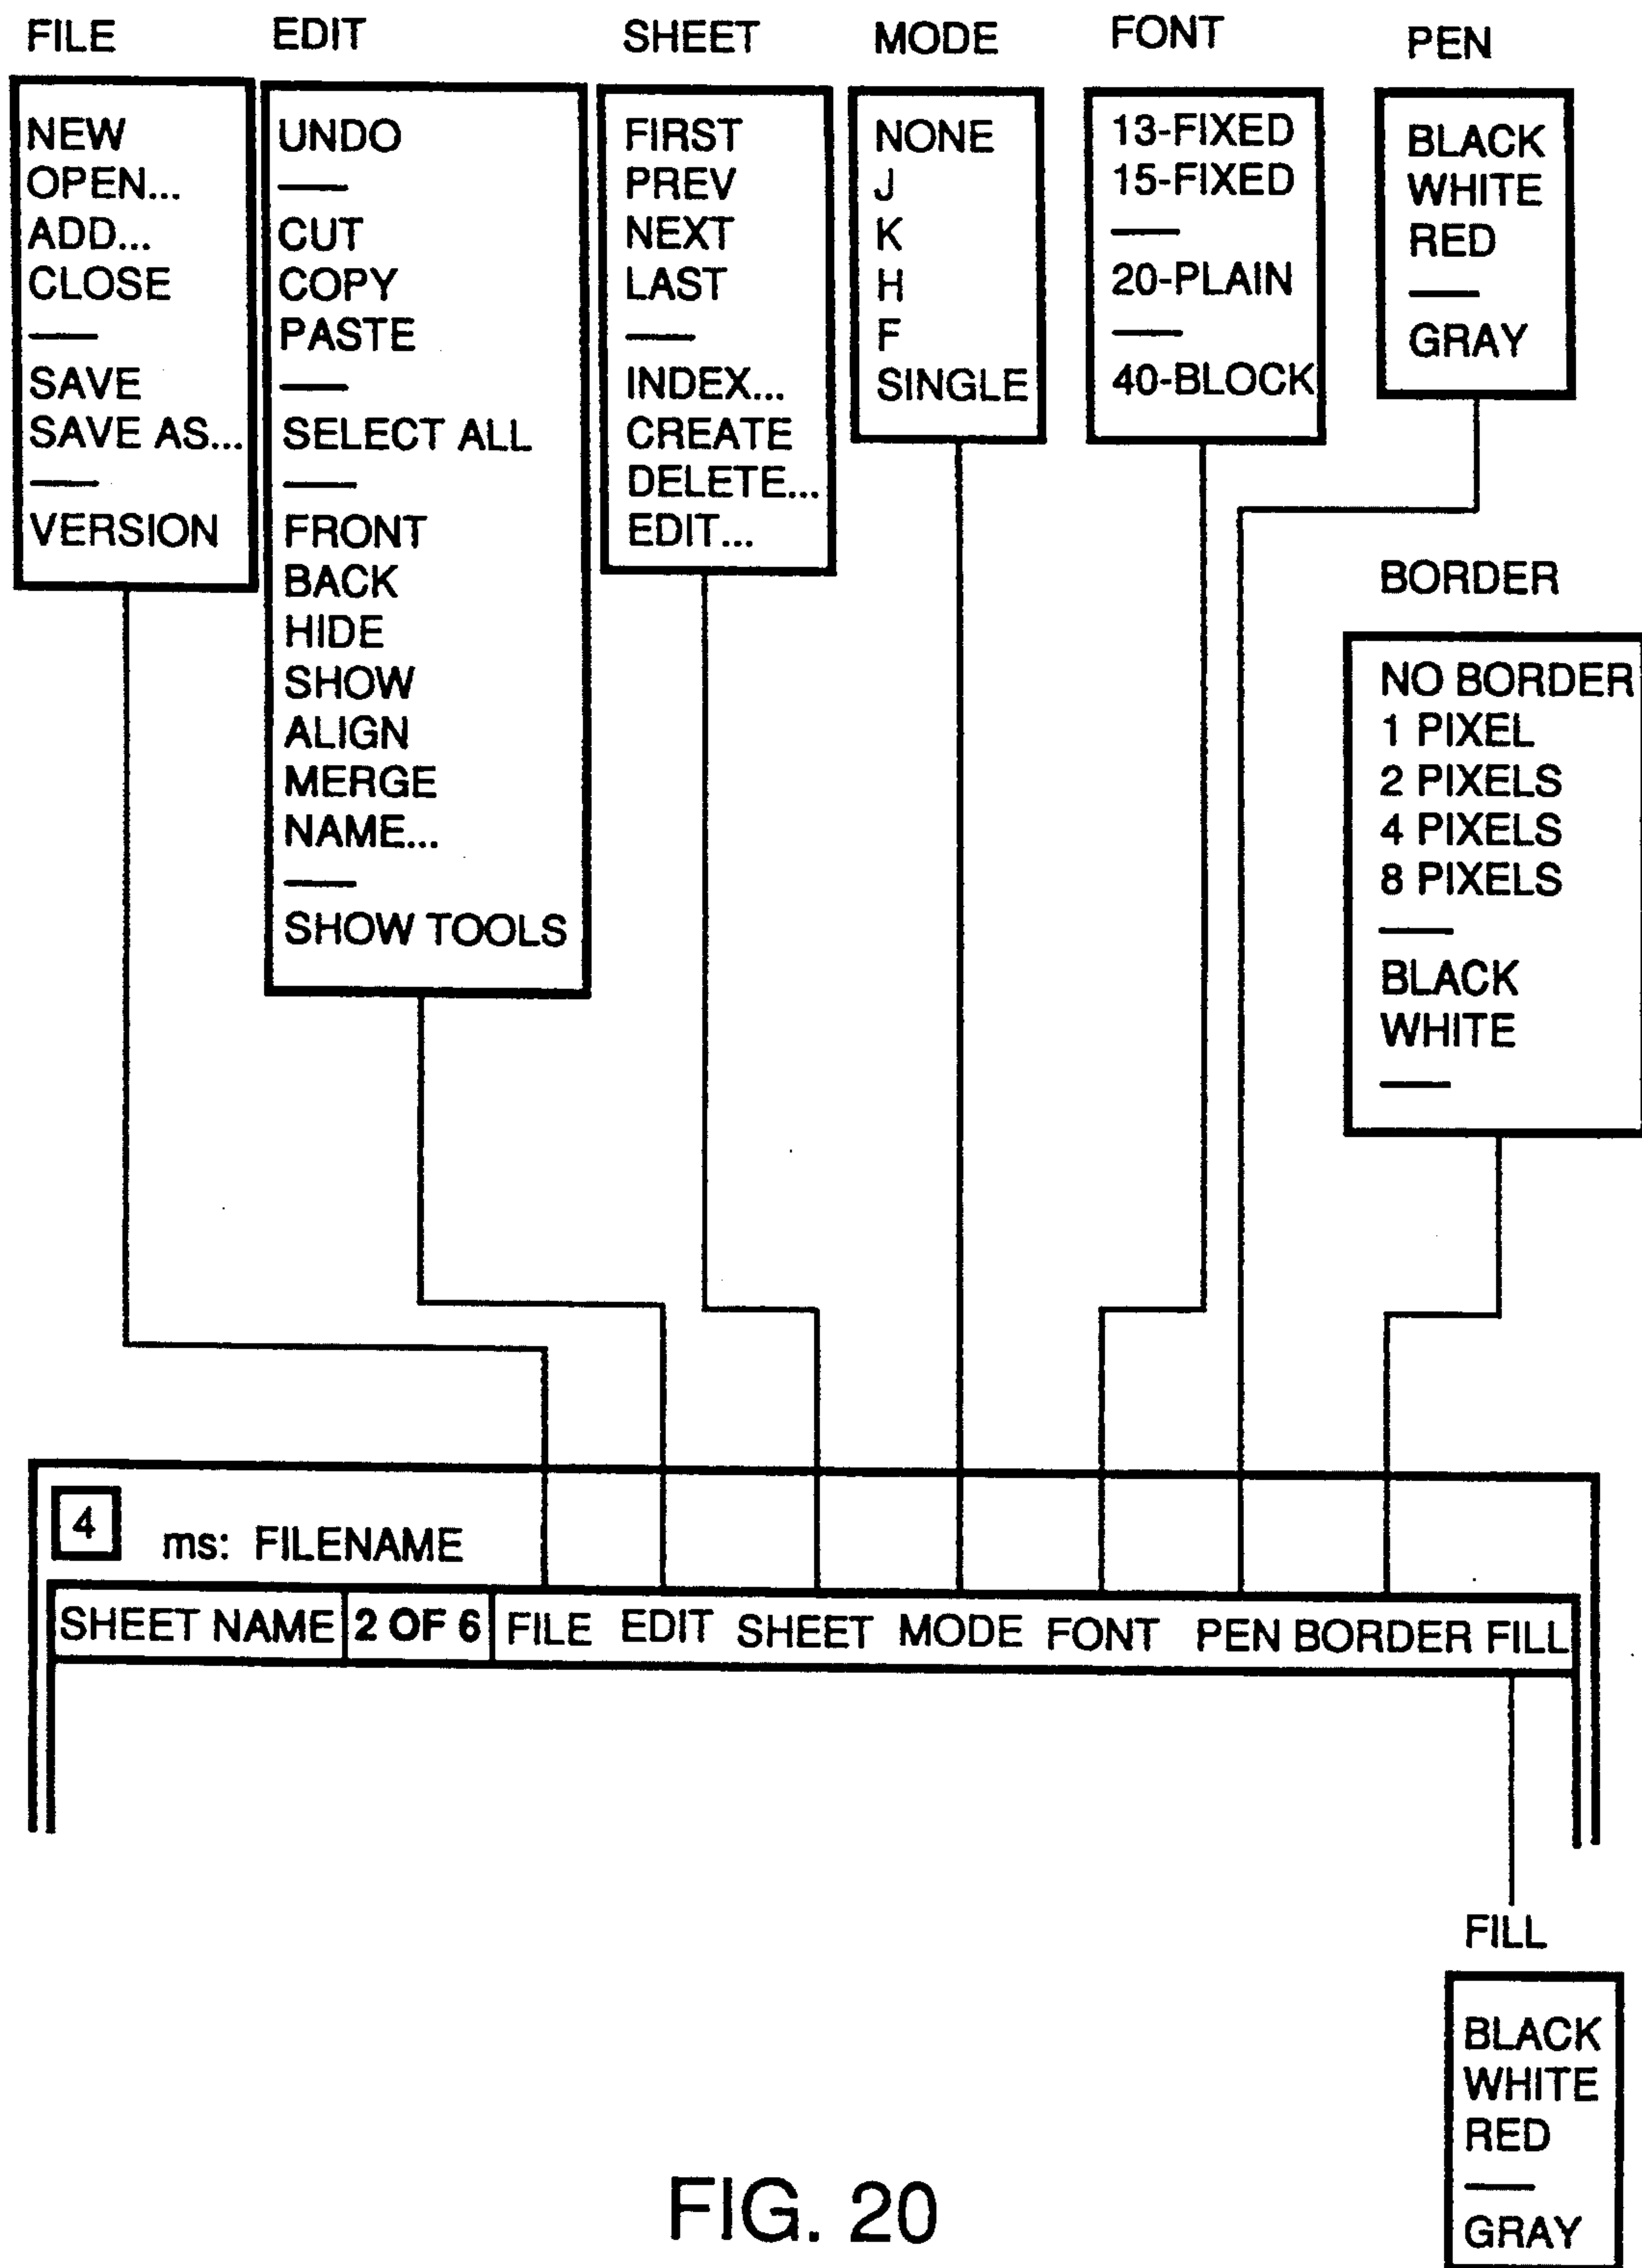 FILE
NEW
OPEN...
ADD...
CLOSE
—
SAVE
SAVE AS...
—
VERSION
EDIT
UNDO
—
CUT
COPY
PASTE
—
SELECT ALL
—
FRONT
BACK
HIDE
SHOW
ALIGN
MERGE
NAME...
—
SHOW TOOLS
SHEET
FIRST
PREV
NEXT
LAST
—
INDEX...
CREATE
DELETE...
EDIT...
MODE
NONE
J
K
H
F
SINGLE
FONT
13-FIXED
15-FIXED
—
20-PLAIN
—
40-BLOCK
PEN
BLACK
WHITE
RED
—
GRAY
BORDER
NO BORDER
1 PIXEL
2 PIXELS
4 PIXELS
8 PIXELS
—
BLACK
WHITE
—
4 ms: FILENAME
SHEET NAME 2 OF 6 FILE EDIT SHEET MODE FONT PEN BORDER FILL
FILL
BLACK
WHITE
RED
—
GRAY
FIG. 20